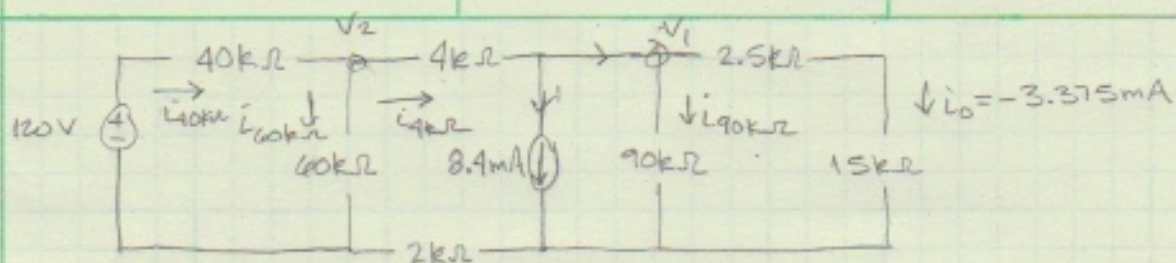 V2 V1
40kΩ 4kΩ 2.5kΩ
120V + - i40kΩ i60kΩ i4kΩ i90kΩ i0=-3.375mA
60kΩ 8.4mA 90kΩ 15kΩ
2kΩ